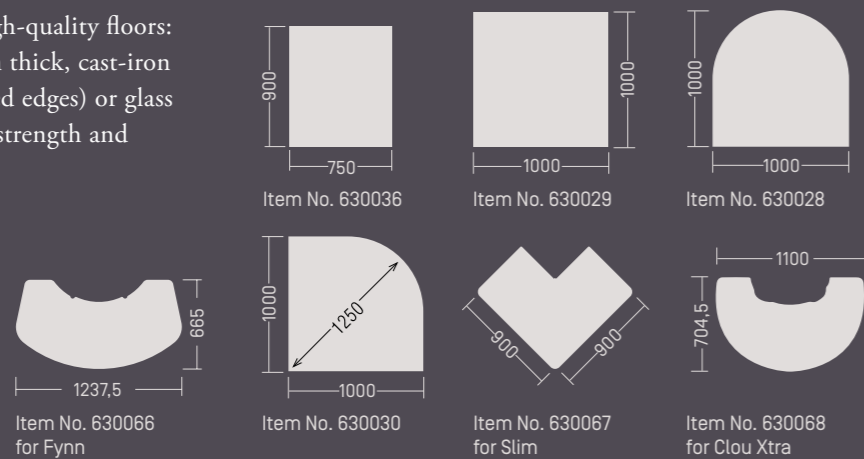 gh-quality floors:
thick, cast-iron
d edges) or glass
strength and
900
750
Item No. 630036
1000
1000
Item No. 630029
1000
1000
Item No. 630028
665
1237,5
Item No. 630066
for Fynn
1000
1250
1000
Item No. 630030
900
900
Item No. 630067
for Slim
1100
704,5
Item No. 630068
for Clou Xtra